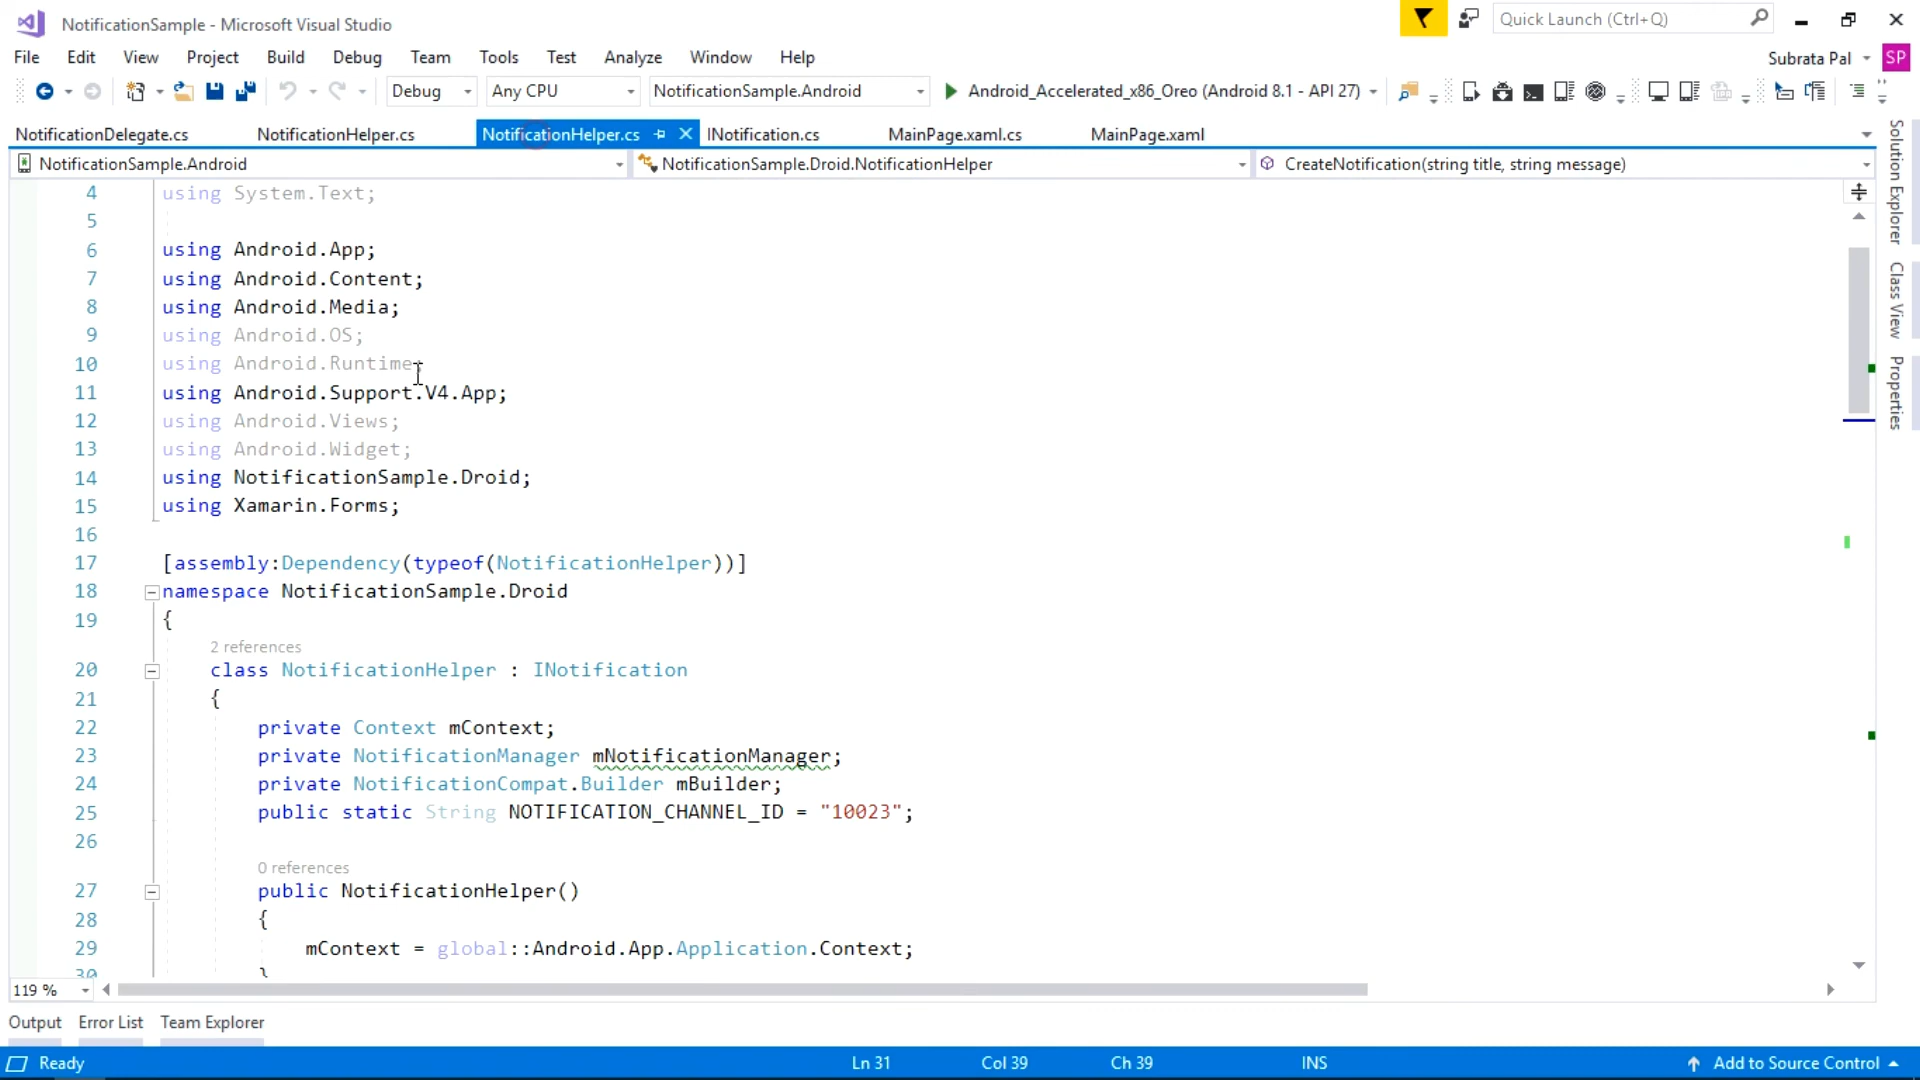 NotificationSample - Microsoft Visual Studio
Quick Launch (Ctrl+Q)
File Edit View Project Build Debug Team Tools Test Analyze Window Help
Subrata Pal SP
Debug Any CPU NotificationSample.Android Android_Accelerated_x86_Oreo (Android 8.1 - API 27)
NotificationDelegate.cs NotificationHelper.cs NotificationHelper.cs INotification.cs MainPage.xaml.cs MainPage.xaml
NotificationSample.Android NotificationSample.Droid.NotificationHelper CreateNotification(string title, string message)
4 using System.Text;
5
6 using Android.App;
7 using Android.Content;
8 using Android.Media;
9 using Android.OS;
10 using Android.Runtime;
11 using Android.Support.V4.App;
12 using Android.Views;
13 using Android.Widget;
14 using NotificationSample.Droid;
15 using Xamarin.Forms;
16
17 [assembly:Dependency(typeof(NotificationHelper))]
18 namespace NotificationSample.Droid
19 {
2 references
20 class NotificationHelper : INotification
21 {
22 private Context mContext;
23 private NotificationManager mNotificationManager;
24 private NotificationCompat.Builder mBuilder;
25 public static String NOTIFICATION_CHANNEL_ID = "10023";
26
0 references
27 public NotificationHelper()
28 {
29 mContext = global::Android.App.Application.Context;
30 }
Solution Explorer
Class View
Properties
119 %
Output Error List Team Explorer
Ready Ln 31 Col 39 Ch 39 INS Add to Source Control